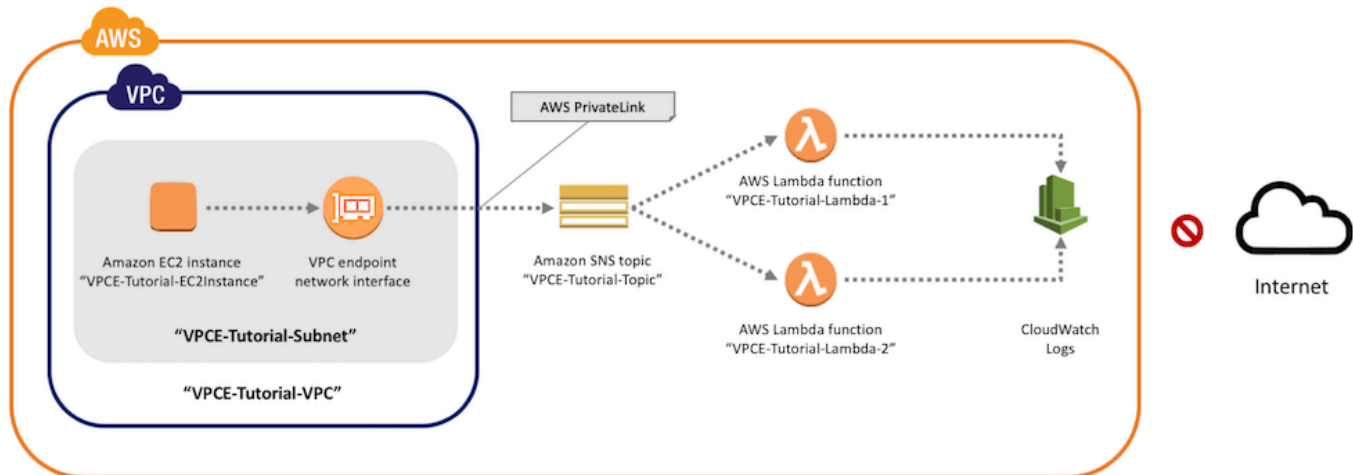 AWS
VPC
AWS PrivateLink
Amazon EC2 instance
“VPCE-Tutorial-EC2Instance”
VPC endpoint
network interface
“VPCE-Tutorial-Subnet”
“VPCE-Tutorial-VPC”
Amazon SNS topic
“VPCE-Tutorial-Topic”
AWS Lambda function
“VPCE-Tutorial-Lambda-1”
AWS Lambda function
“VPCE-Tutorial-Lambda-2”
CloudWatch
Logs
Internet